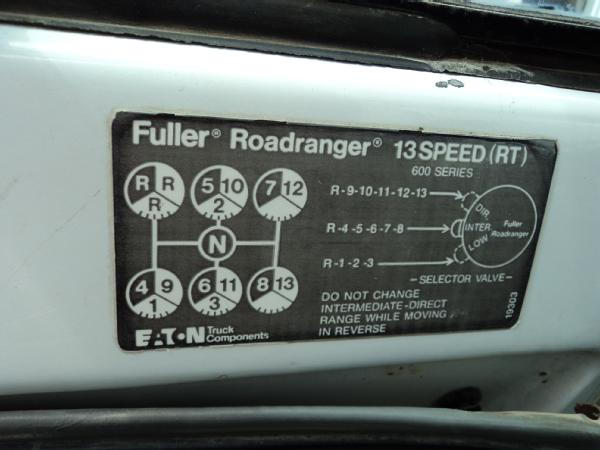 Fuller® Roadranger® 13 SPEED (RT)
600 SERIES
R R 5 10 7 12
R 2
R-9-10-11-12-13
DIR.
R-4-5-6-7-8
INTER
LOW
Fuller
Roadranger
N
R-1-2-3
4 9 6 11 8 13
1 3
-SELECTOR VALVE-
DO NOT CHANGE
INTERMEDIATE-DIRECT
RANGE WHILE MOVING
IN REVERSE
EATON Truck
Components
19303